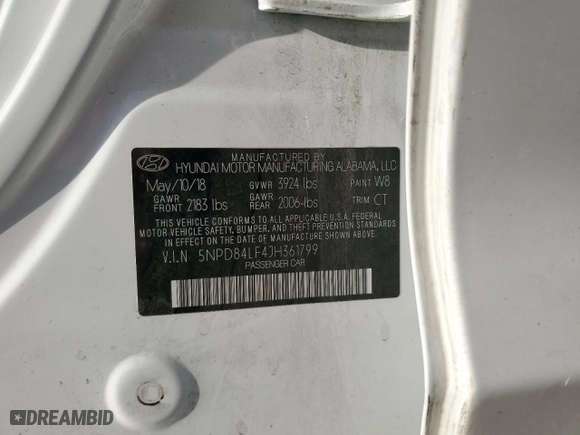 MANUFACTURED BY
HYUNDAI MOTOR MANUFACTURING ALABAMA, LLC
May/10/18 GVWR 3924 lbs PAINT W8
GAWR FRONT 2183 lbs GAWR REAR 2006 lbs TRIM CT
THIS VEHICLE CONFORMS TO ALL APPLICABLE U.S.A. FEDERAL
MOTOR VEHICLE SAFETY, BUMPER, AND THEFT PREVENTION STANDARDS
IN EFFECT ON THE DATE OF MANUFACTURE SHOWN ABOVE.
V.I.N 5NPD84LF4JH361799
PASSENGER CAR
DREAMBID